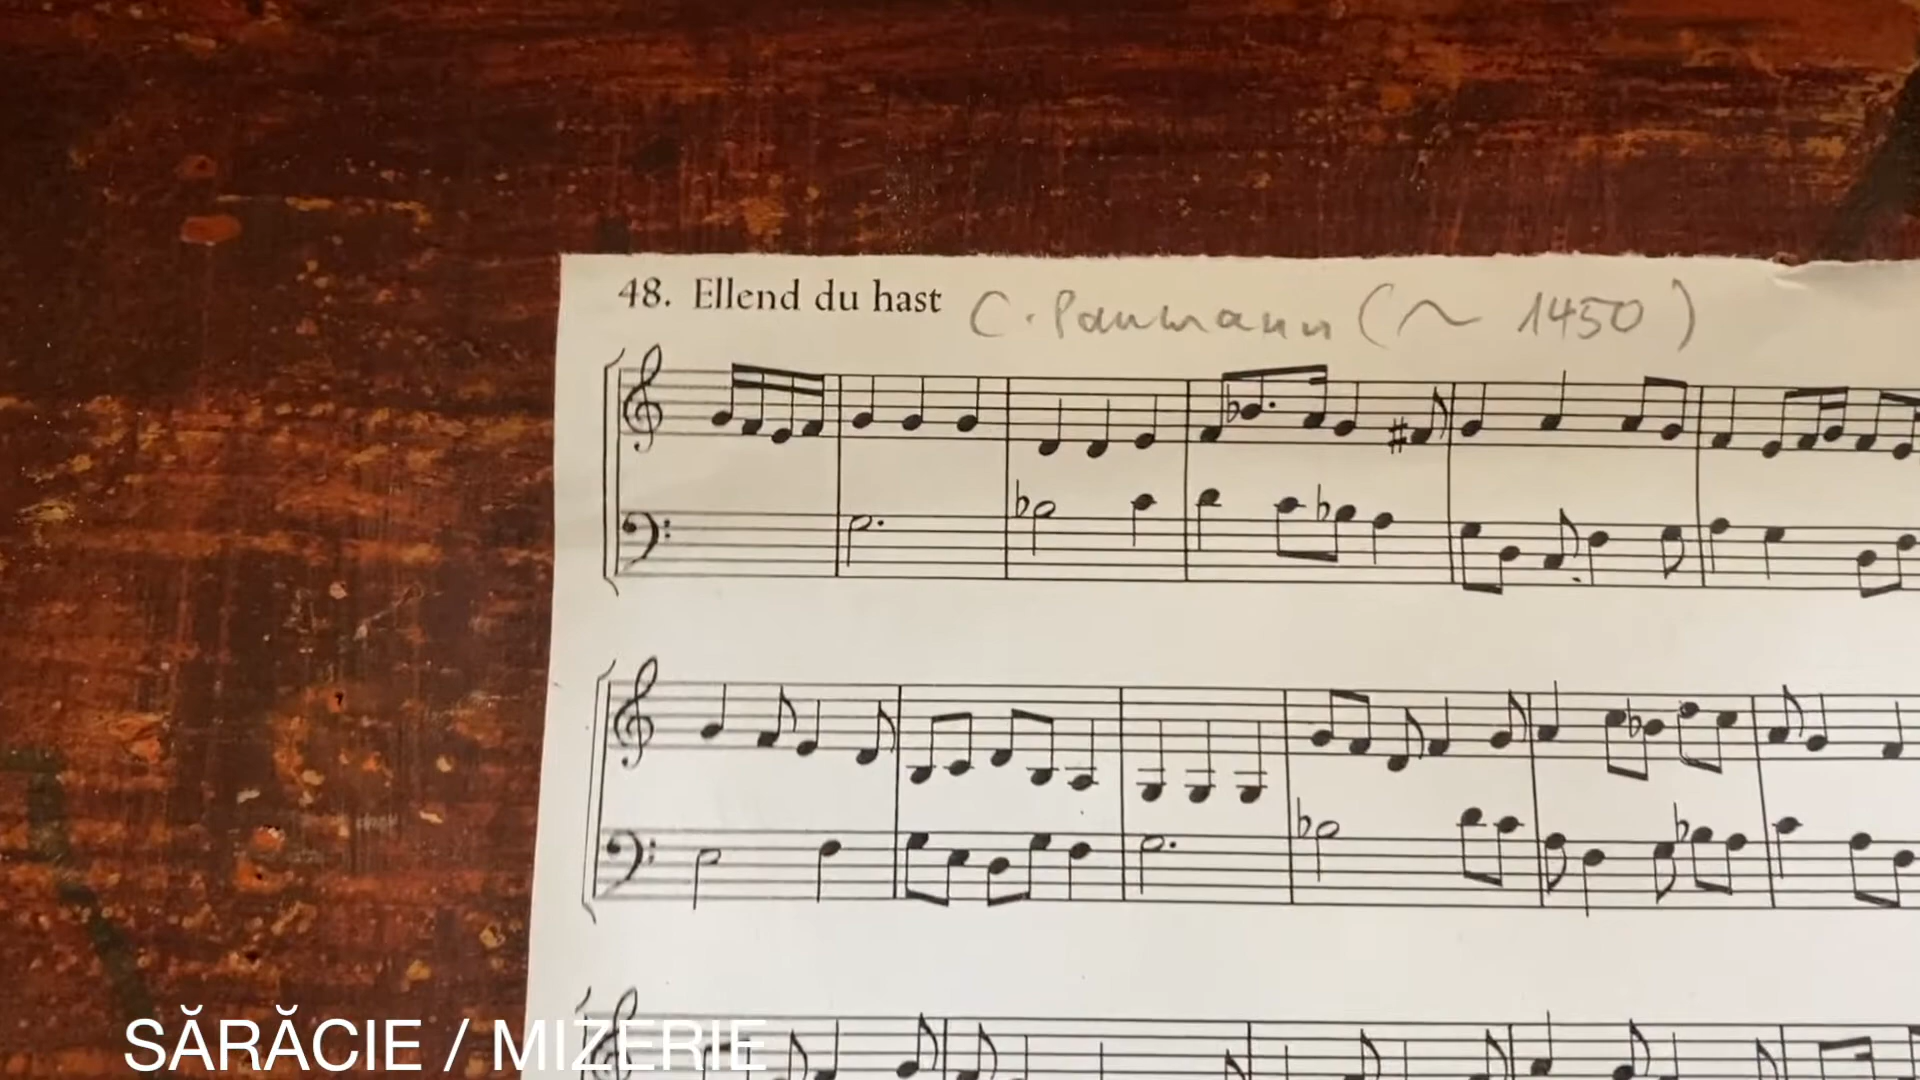 48. Ellend du hast C. Paumann (~ 1450)
SĂRĂCIE / MIZERIE